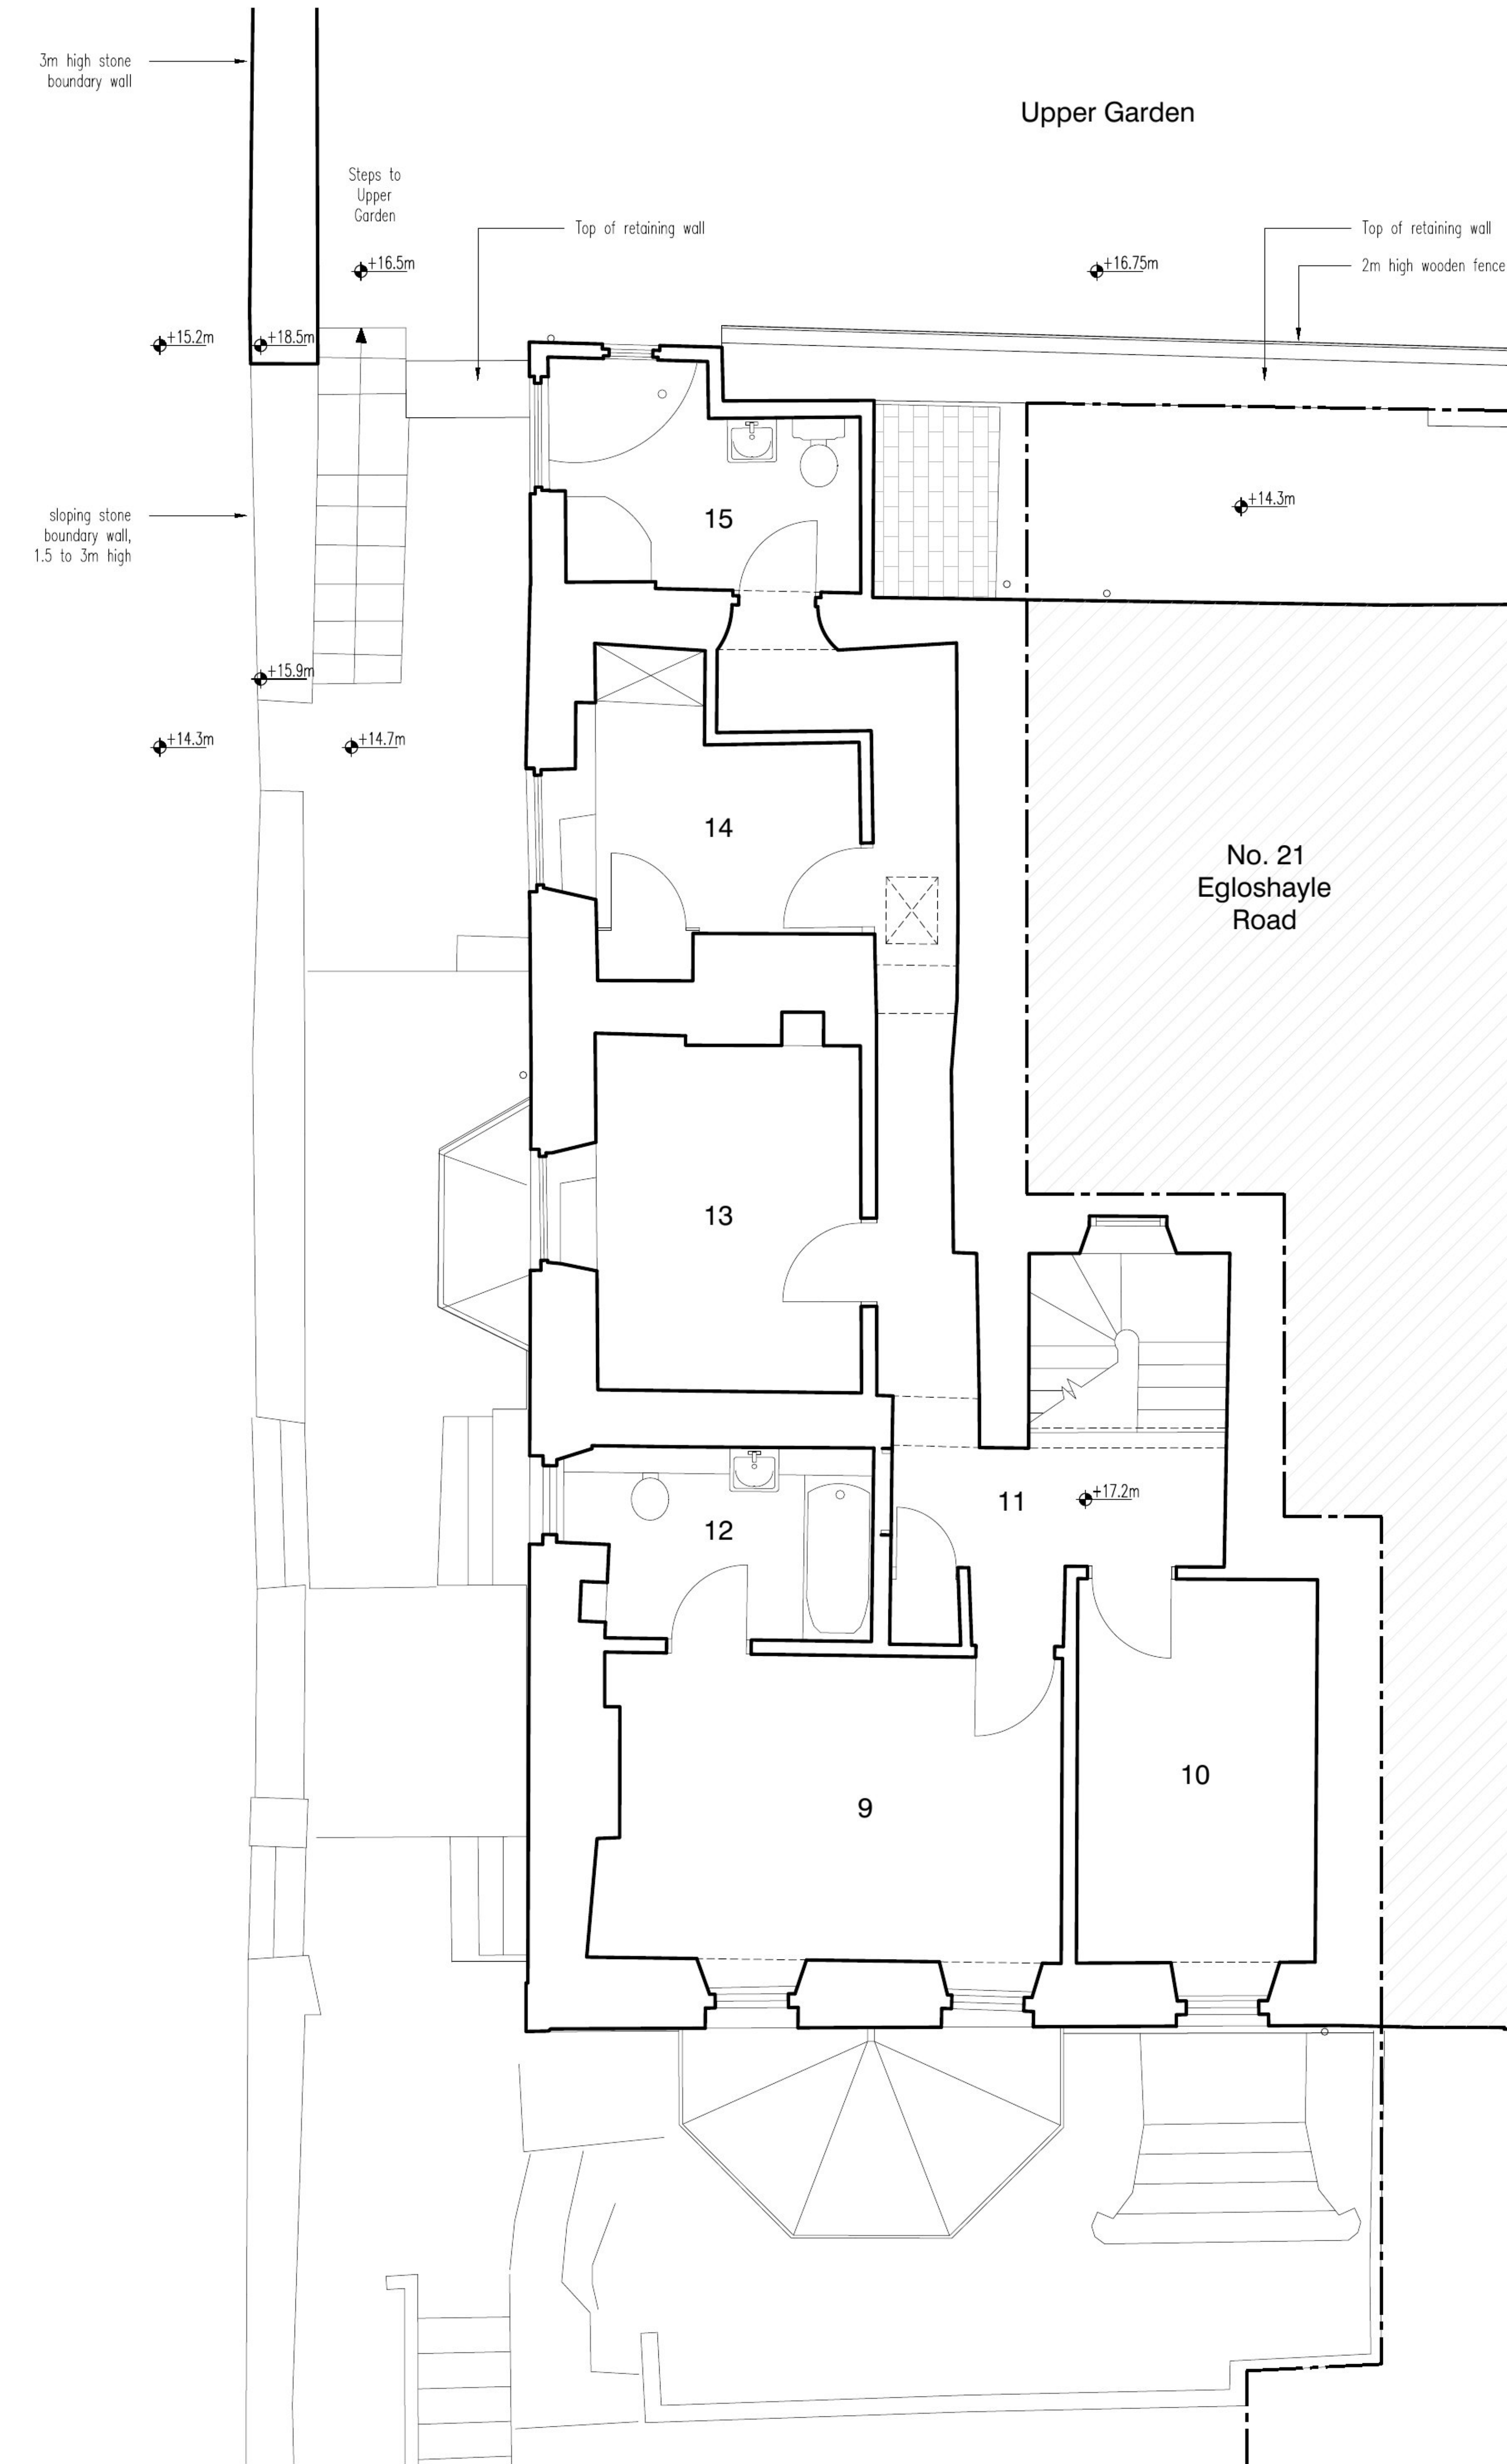 3m high stone
boundary wall
Upper Garden
Steps to
Upper
Garden
Top of retaining wall
Top of retaining wall
2m high wooden fence
+16.5m
+16.75m
+15.2m
+18.5m
sloping stone
boundary wall,
1.5 to 3m high
15
+14.3m
+15.9m
+14.3m
+14.7m
14
No. 21
Egloshayle
Road
13
11
+17.2m
12
10
9